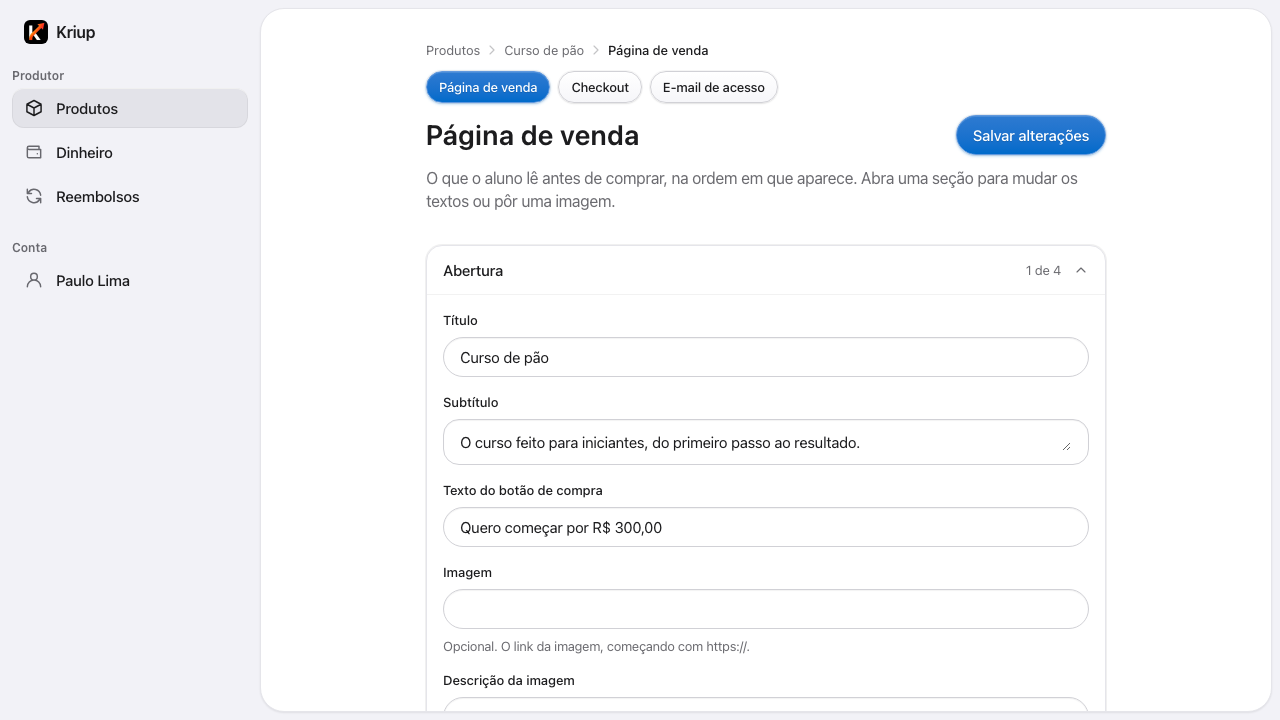 Kriup
Produtor
Produtos
Dinheiro
Reembolsos
Conta
Paulo Lima
Produtos
Curso de pão
Página de venda
Página de venda
Checkout
E-mail de acesso
Página de venda
Salvar alterações
O que o aluno lê antes de comprar, na ordem em que aparece. Abra uma seção para mudar os
textos ou pôr uma imagem.
Abertura
1 de 4
Título
Curso de pão
Subtítulo
O curso feito para iniciantes, do primeiro passo ao resultado.
Texto do botão de compra
Quero começar por R$ 300,00
Imagem
Opcional. O link da imagem, começando com https://.
Descrição da imagem